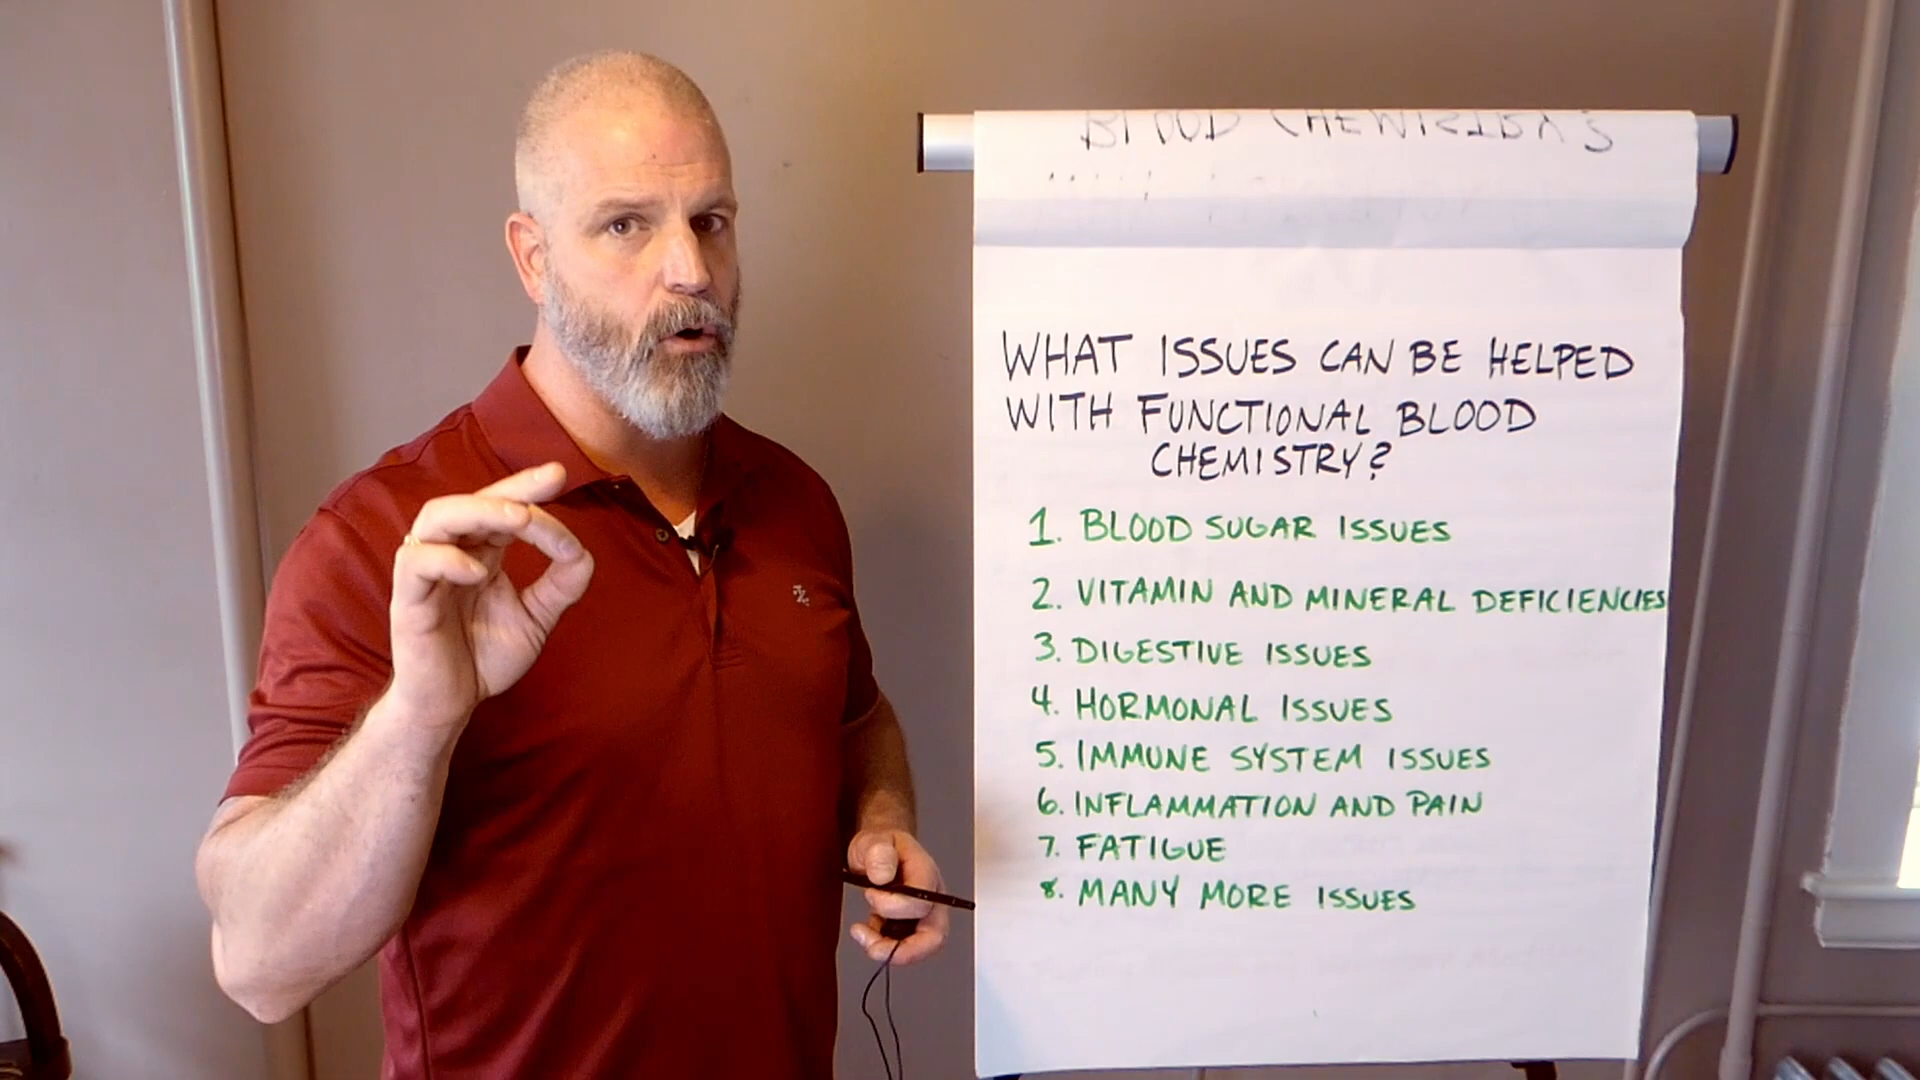 BLOOD CHEMISTRY'S
WHAT ISSUES CAN BE HELPED
WITH FUNCTIONAL BLOOD
CHEMISTRY?
1. BLOOD SUGAR ISSUES
2. VITAMIN AND MINERAL DEFICIENCIES
3. DIGESTIVE ISSUES
4. HORMONAL ISSUES
5. IMMUNE SYSTEM ISSUES
6. INFLAMMATION AND PAIN
7. FATIGUE
8. MANY MORE ISSUES